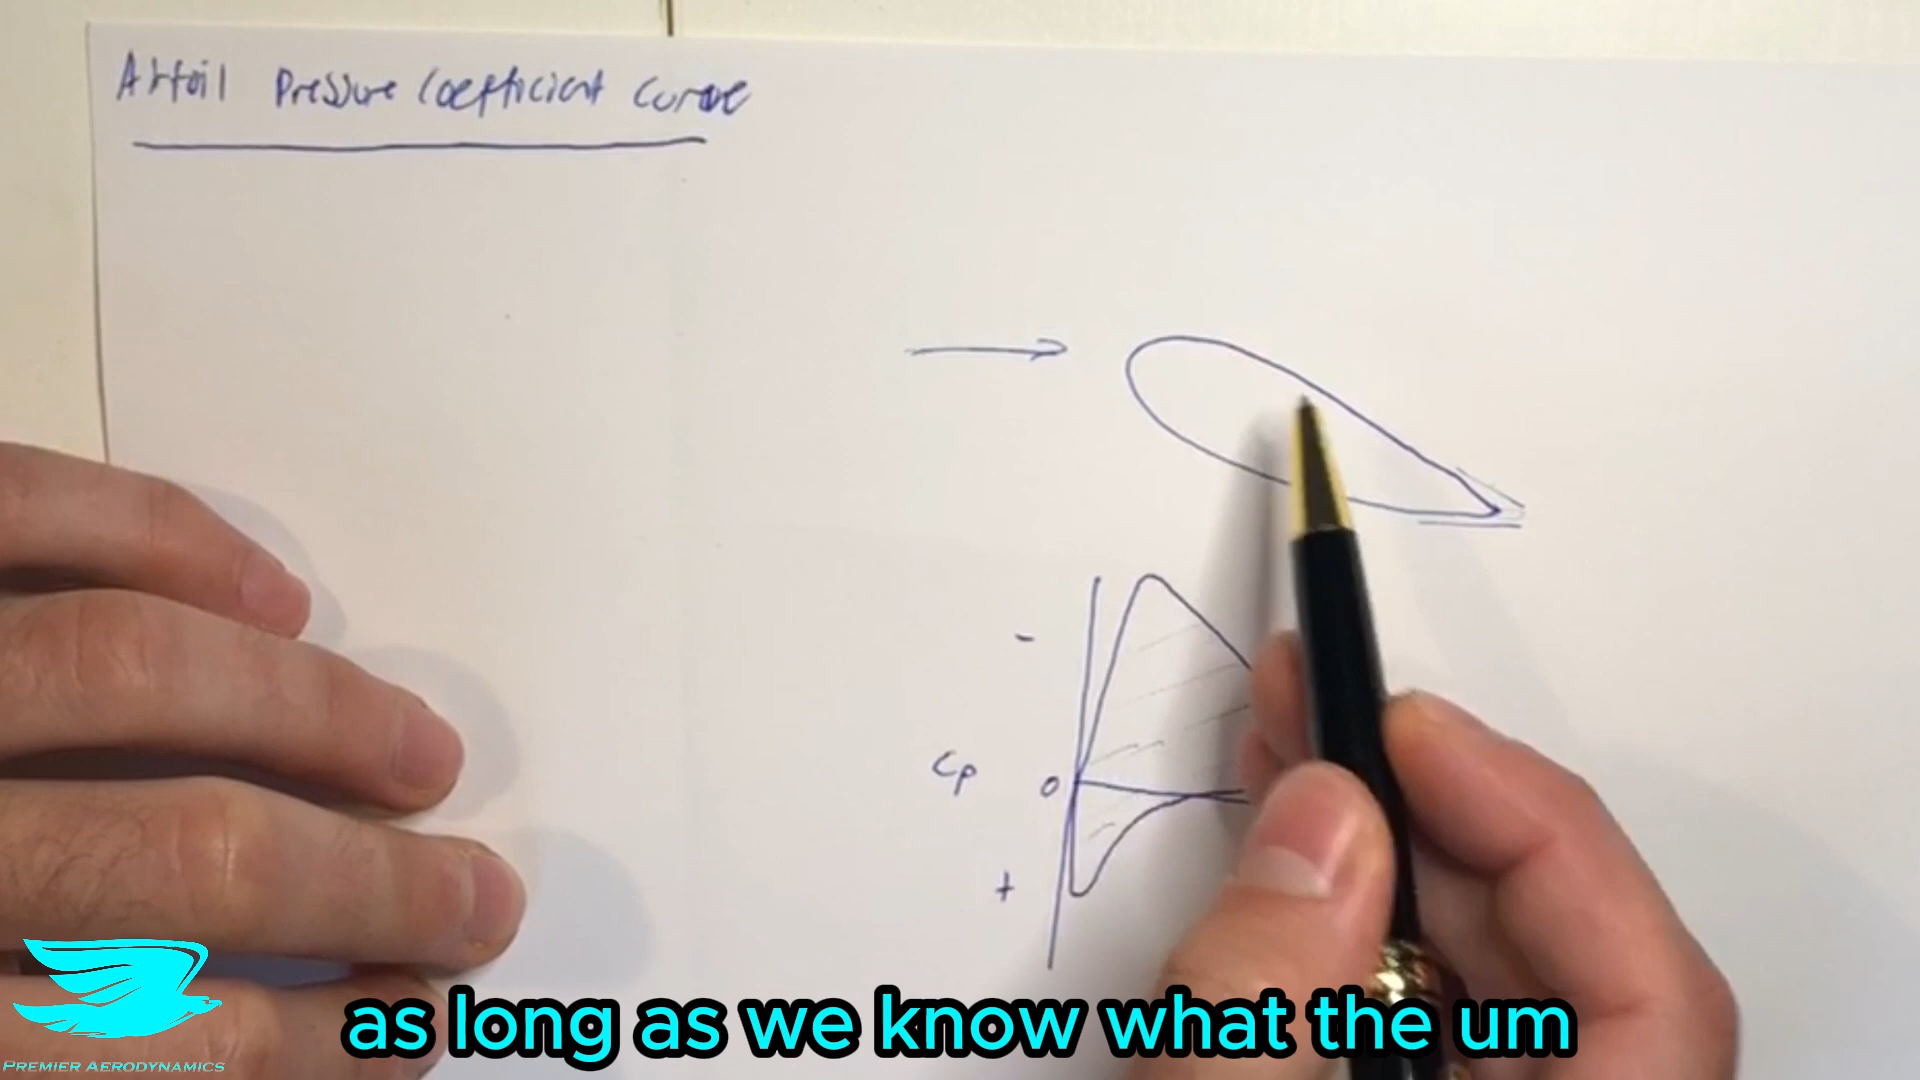 Airfoil Pressure Coefficient Curve
-
Cp 0
+
as long as we know what the um
PREMIER AERODYNAMICS